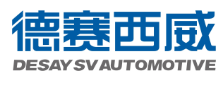 德赛西威
DESAY SV AUTOMOTIVE